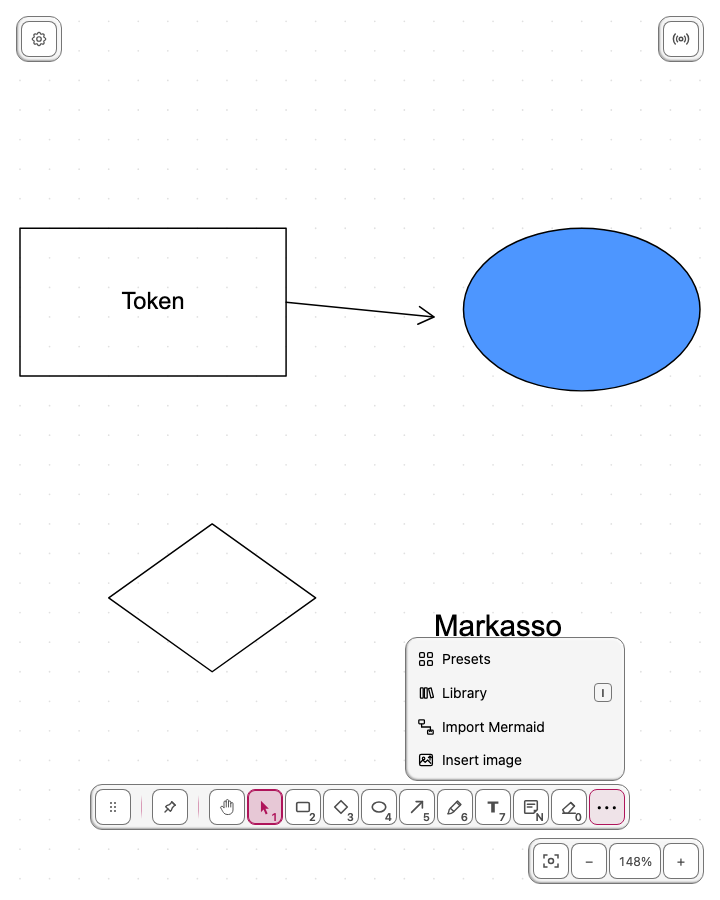 Token
Markasso
Presets
Library I
Import Mermaid
Insert image
1 2 3 4 5 6 T 7 N 0
148%